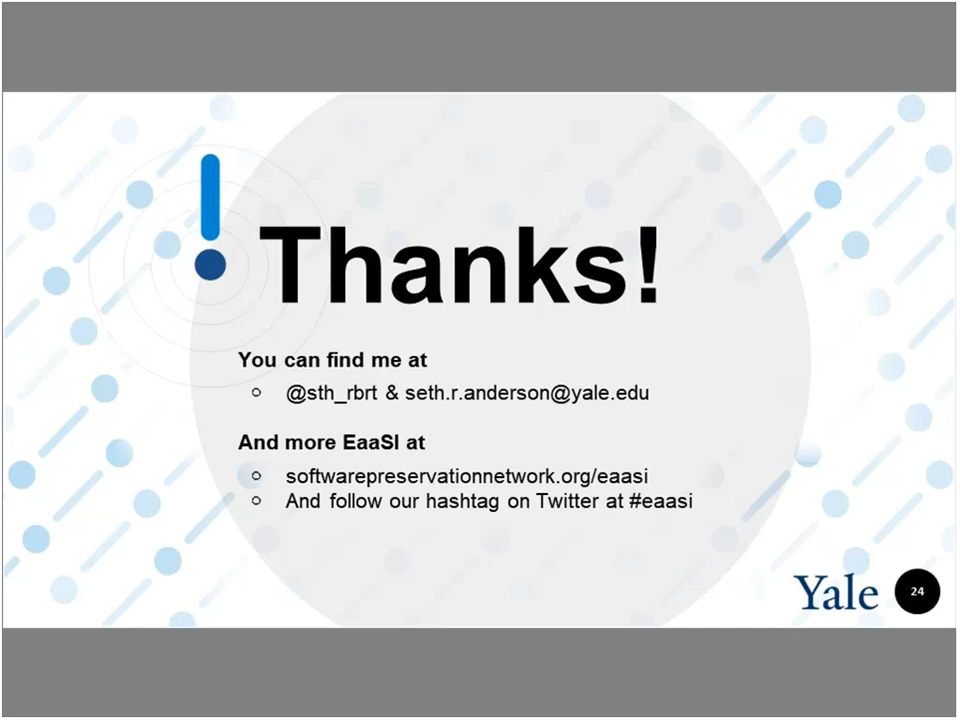 Thanks!
You can find me at
@sth_rbrt & seth.r.anderson@yale.edu
And more EaaSI at
softwarepreservationnetwork.org/eaasi
And follow our hashtag on Twitter at #eaasi
Yale
24